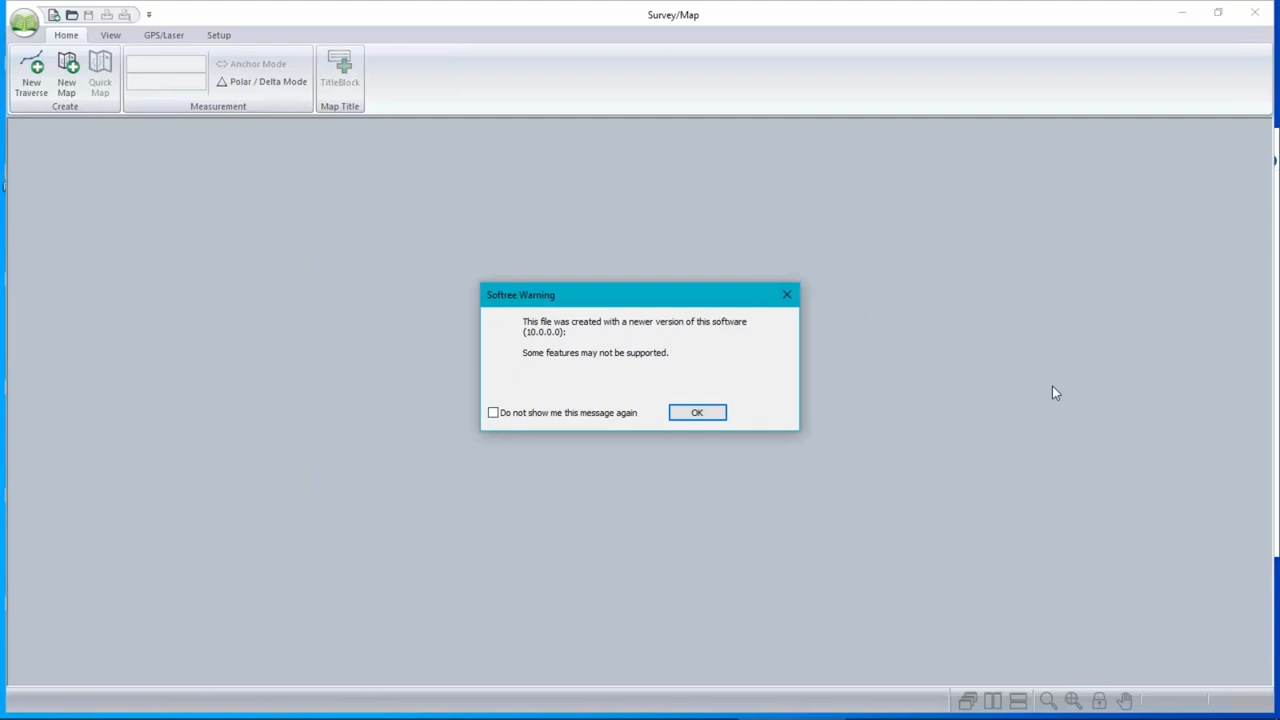 Survey/Map
Home View GPS/Laser Setup
New Traverse
New Map
Quick Map
Create
Anchor Mode
Polar / Delta Mode
Measurement
TitleBlock
Map Title
Softree Warning
This file was created with a newer version of this software
(10.0.0.0):
Some features may not be supported.
Do not show me this message again
OK